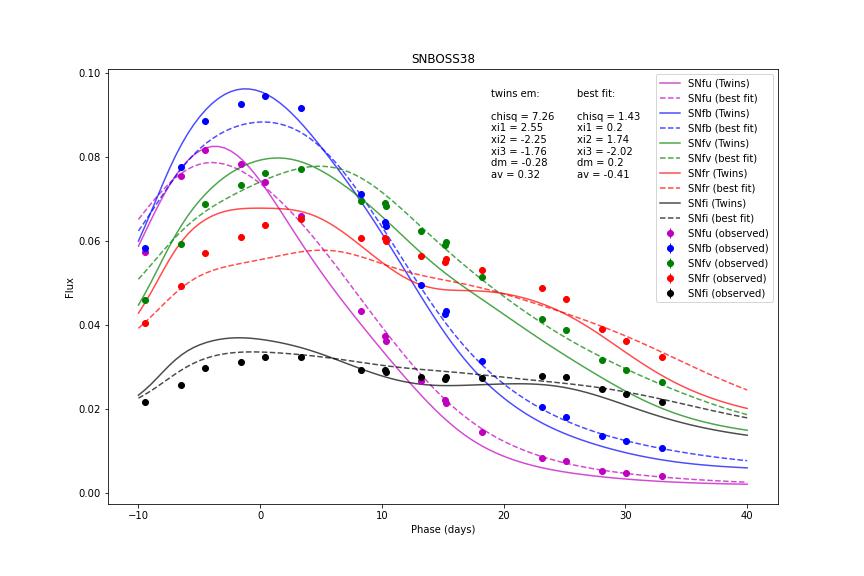 SNBOSS38
twins em:
chisq = 7.26
xi1 = 2.55
xi2 = -2.25
xi3 = -1.76
dm = -0.28
av = 0.32
best fit:
chisq = 1.43
xi1 = 0.2
xi2 = 1.74
xi3 = -2.02
dm = 0.2
av = -0.41
SNfu (Twins)
SNfu (best fit)
SNfb (Twins)
SNfb (best fit)
SNfv (Twins)
SNfv (best fit)
SNfr (Twins)
SNfr (best fit)
SNfi (Twins)
SNfi (best fit)
SNfu (observed)
SNfb (observed)
SNfv (observed)
SNfr (observed)
SNfi (observed)
Flux
0.10
0.08
0.06
0.04
0.02
0.00
−10
0
10
20
30
40
Phase (days)